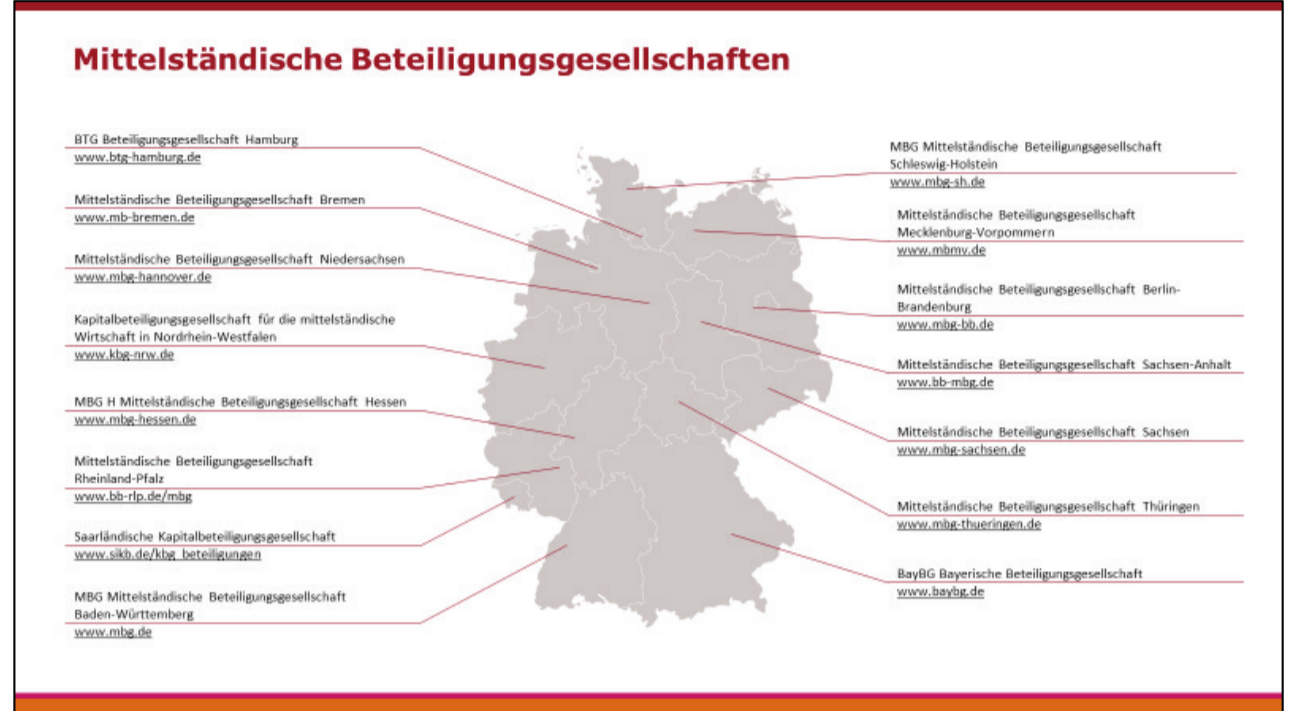 Mittelständische Beteiligungsgesellschaften
BTG Beteiligungsgesellschaft Hamburg
www.btg-hamburg.de
Mittelständische Beteiligungsgesellschaft Bremen
www.mb-bremen.de
Mittelständische Beteiligungsgesellschaft Niedersachsen
www.mbg-hannover.de
Kapitalbeteiligungsgesellschaft für die mittelständische
Wirtschaft in Nordrhein-Westfalen
www.kbg-nrw.de
MBG H Mittelständische Beteiligungsgesellschaft Hessen
www.mbg-hessen.de
Mittelständische Beteiligungsgesellschaft
Rheinland-Pfalz
www.bb-rlp.de/mbg
Saarländische Kapitalbeteiligungsgesellschaft
www.sikb.de/kbg_beteiligungen
MBG Mittelständische Beteiligungsgesellschaft
Baden-Württemberg
www.mbg.de
MBG Mittelständische Beteiligungsgesellschaft
Schleswig-Holstein
www.mbg-sh.de
Mittelständische Beteiligungsgesellschaft
Mecklenburg-Vorpommern
www.mbmv.de
Mittelständische Beteiligungsgesellschaft Berlin-
Brandenburg
www.mbg-bb.de
Mittelständische Beteiligungsgesellschaft Sachsen-Anhalt
www.bb-mbg.de
Mittelständische Beteiligungsgesellschaft Sachsen
www.mbg-sachsen.de
Mittelständische Beteiligungsgesellschaft Thüringen
www.mbg-thueringen.de
BayBG Bayerische Beteiligungsgesellschaft
www.baybg.de